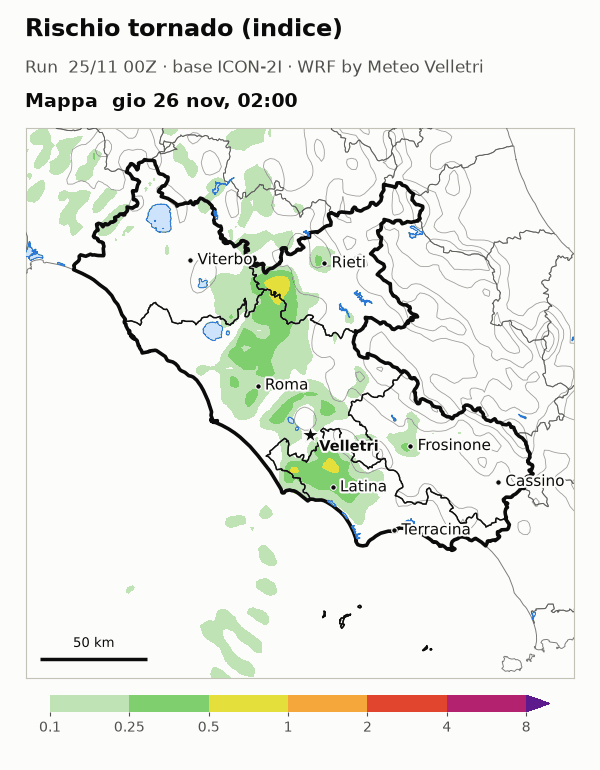 Rischio tornado (indice)
Run 25/11 00Z · base ICON-2I · WRF by Meteo Velletri
Mappa gio 26 nov, 02:00
Viterbo
Rieti
Roma
Velletri
Frosinone
Latina
Cassino
Terracina
50 km
0.1 0.25 0.5 1 2 4 8